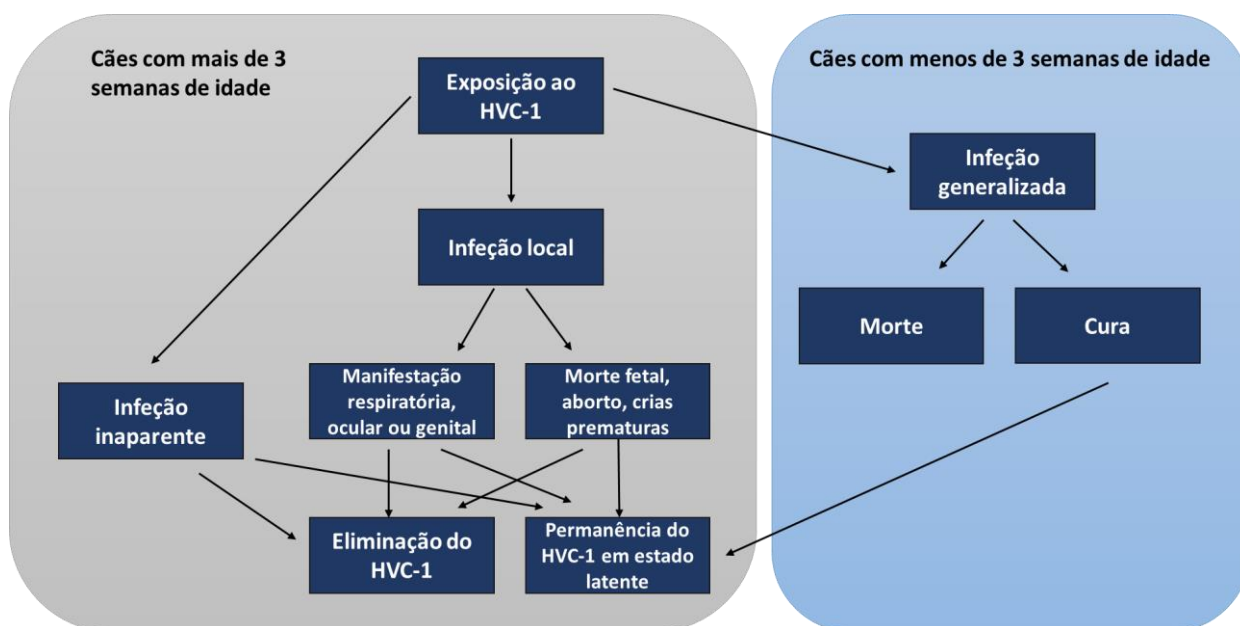 Cães com mais de 3
semanas de idade
Cães com menos de 3 semanas de idade
Exposição ao
HVC-1
Infeção
generalizada
Infeção local
Morte
Cura
Infeção
inaparente
Manifestação
respiratória,
ocular ou genital
Morte fetal,
aborto, crias
prematuras
Eliminação do
HVC-1
Permanência do
HVC-1 em estado
latente